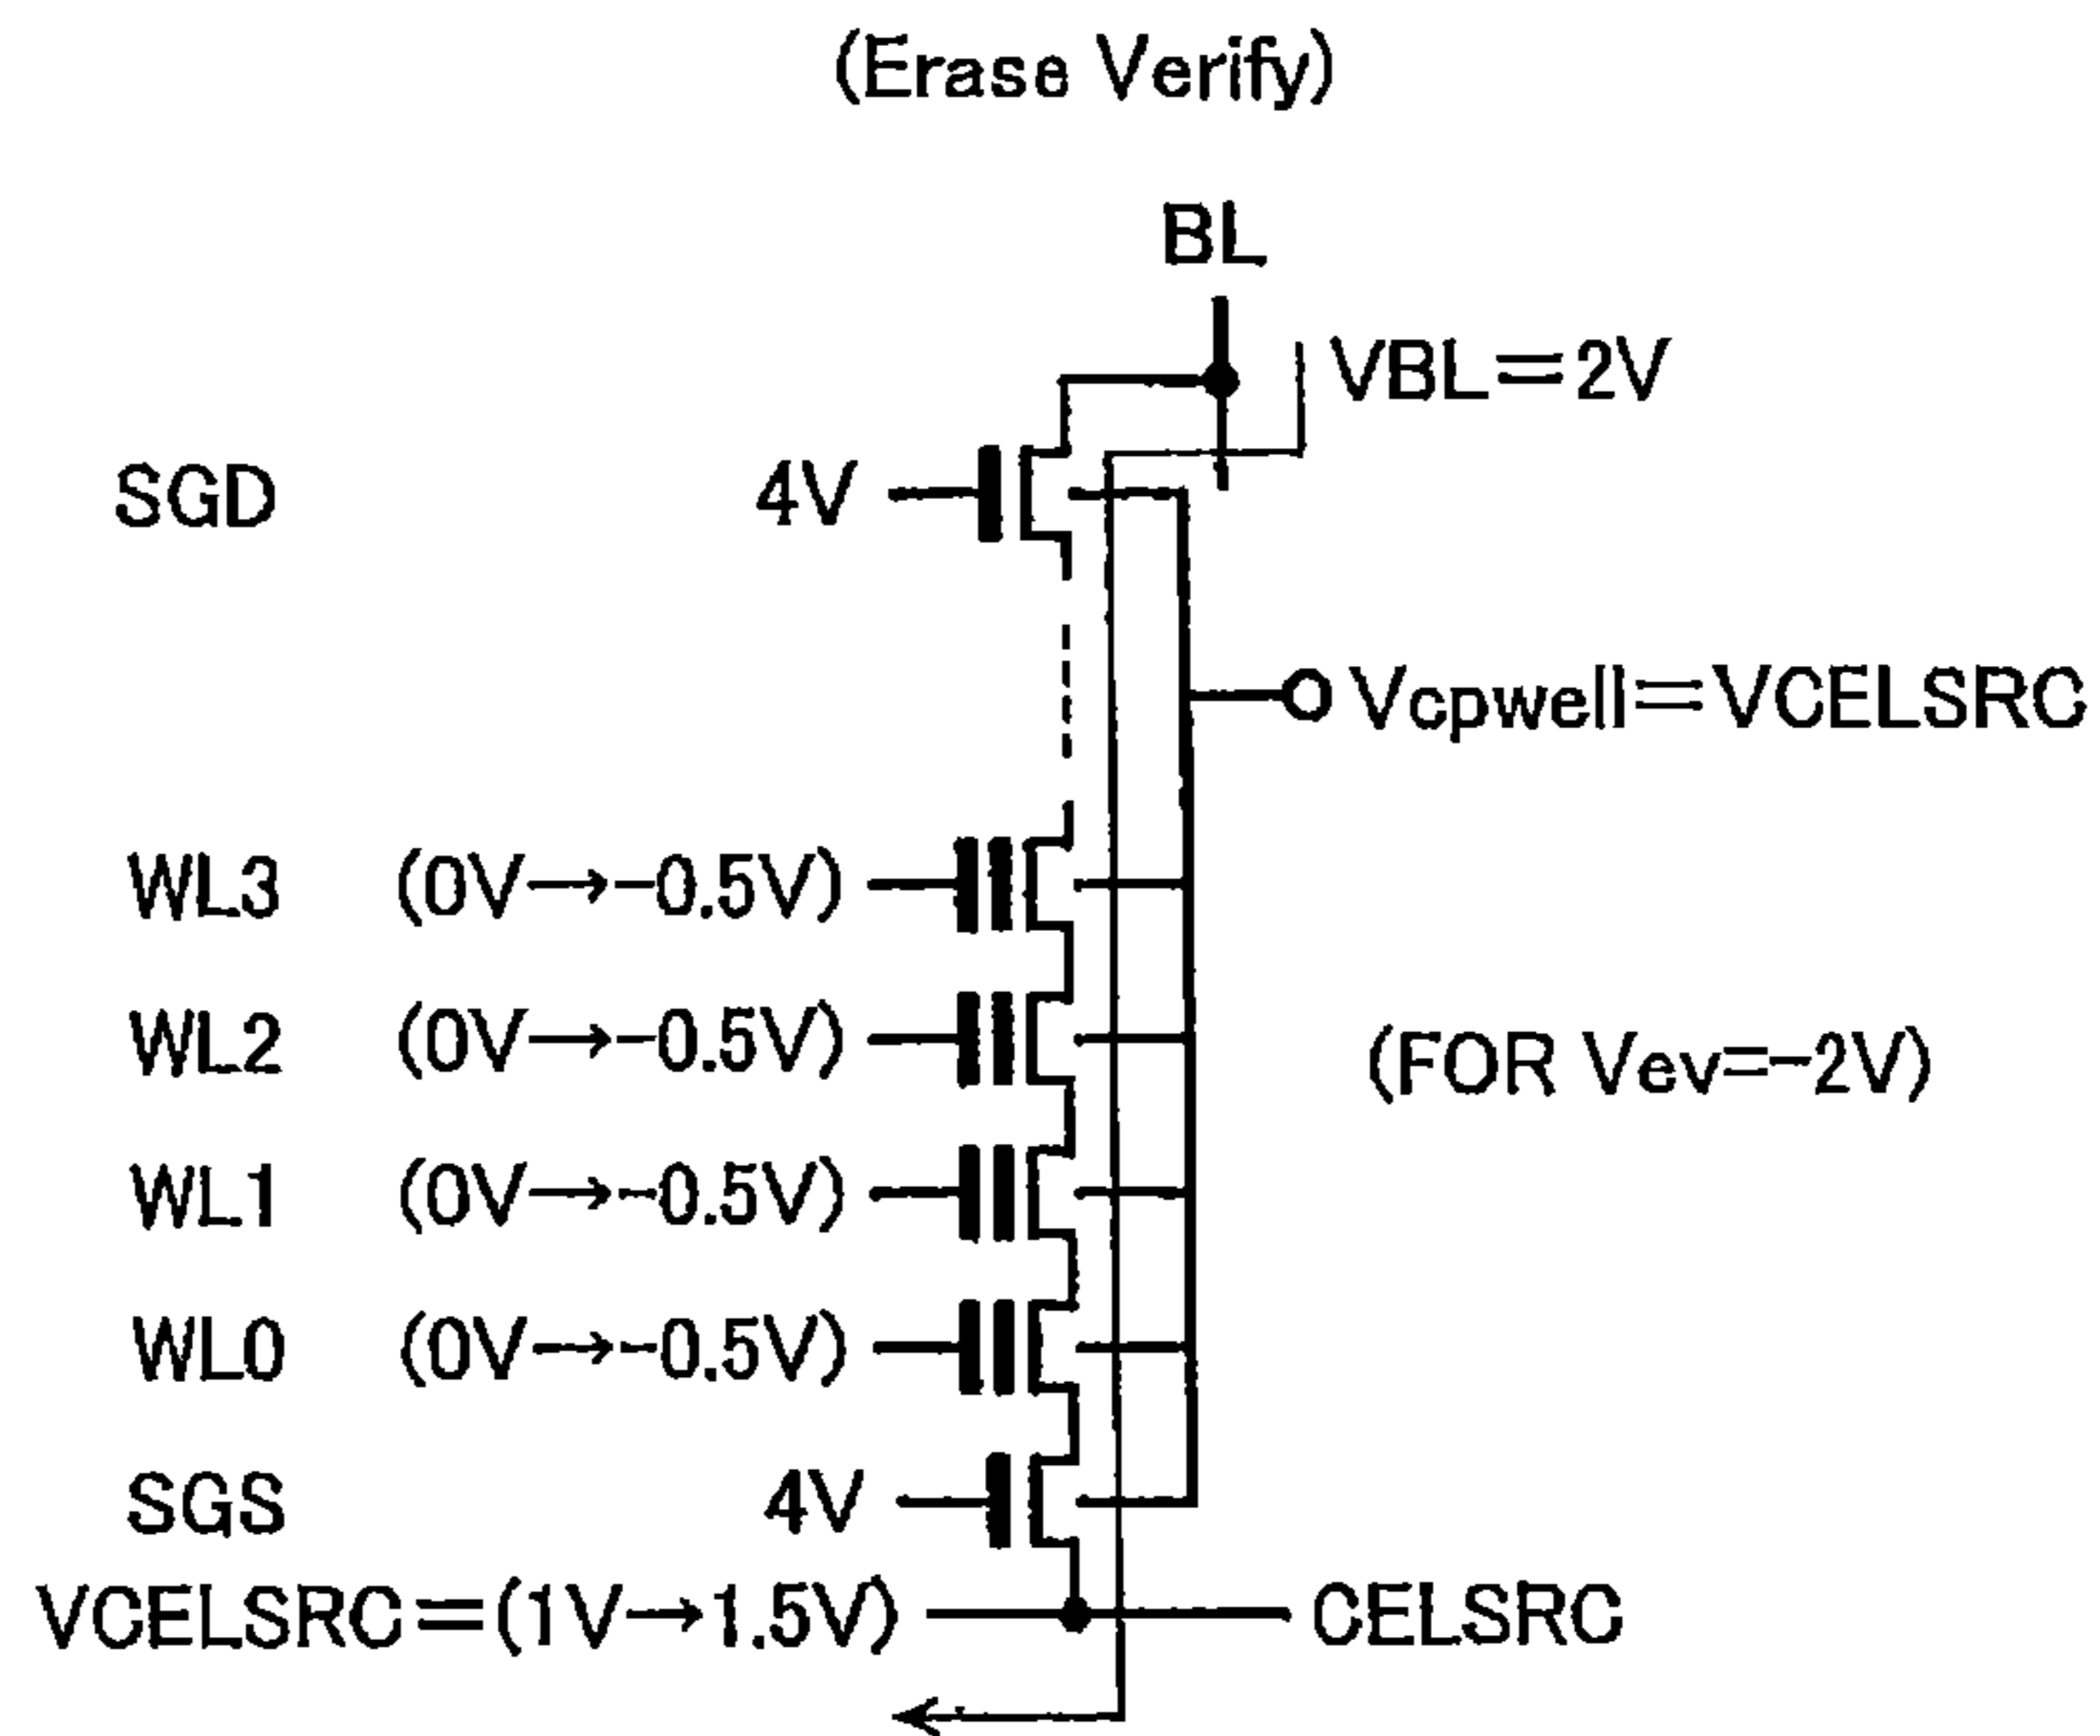 (Erase Verify)
BL
VBL=2V
SGD 4V
Vcpwell=VCELSRC
WL3 (0V→-0.5V)
WL2 (0V→-0.5V)
(FOR Vev=-2V)
WL1 (0V→-0.5V)
WL0 (0V→-0.5V)
SGS 4V
VCELSRC=(1V→1.5V) CELSRC